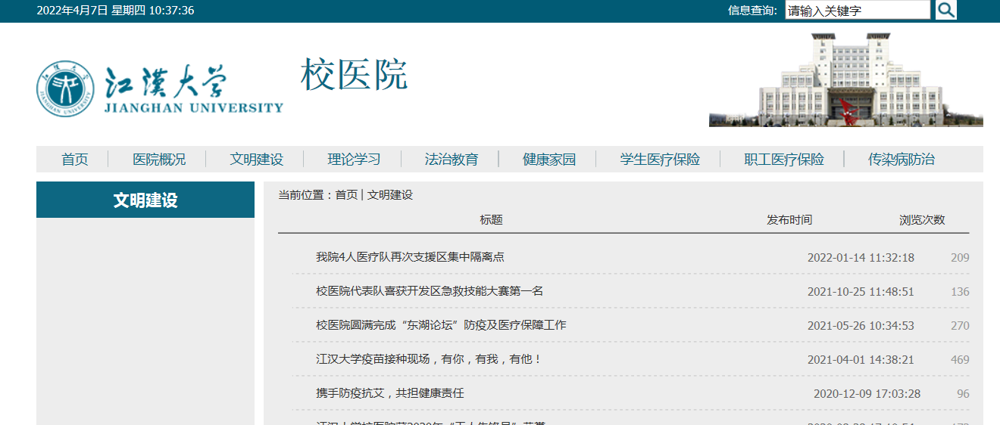 2022年4月7日 星期四 10:37:36 信息查询: 请输入关键字
江汉大学 校医院
JIANGHAN UNIVERSITY
首页 医院概况 文明建设 理论学习 法治教育 健康家园 学生医疗保险 职工医疗保险 传染病防治
文明建设
当前位置：首页 | 文明建设
标题 发布时间 浏览次数
我院4人医疗队再次支援区集中隔离点 2022-01-14 11:32:18 209
校医院代表队喜获开发区急救技能大赛第一名 2021-10-25 11:48:51 136
校医院圆满完成“东湖论坛”防疫及医疗保障工作 2021-05-26 10:34:53 270
江汉大学疫苗接种现场，有你，有我，有他！ 2021-04-01 14:38:21 469
携手防疫抗艾，共担健康责任 2020-12-09 17:03:28 96